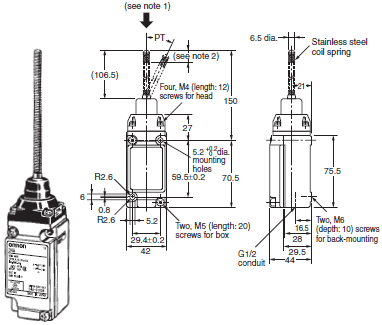 (see note 1)
PT
(see note 2)
(106.5)
Four, M4 (length: 12)
screws for head
150
27
5.2 +0.2 0 dia.
mounting
holes
59.5±0.2
70.5
R2.6
6
0.8
R2.6
5.2
29.4±0.2
42
Two, M5 (length: 20)
screws for box
6.5 dia.
Stainless steel
coil spring
21
75.5
Two, M6
(depth: 10) screws
for back-mounting
16.5
28
29.5
44
G1/2
conduit
omron